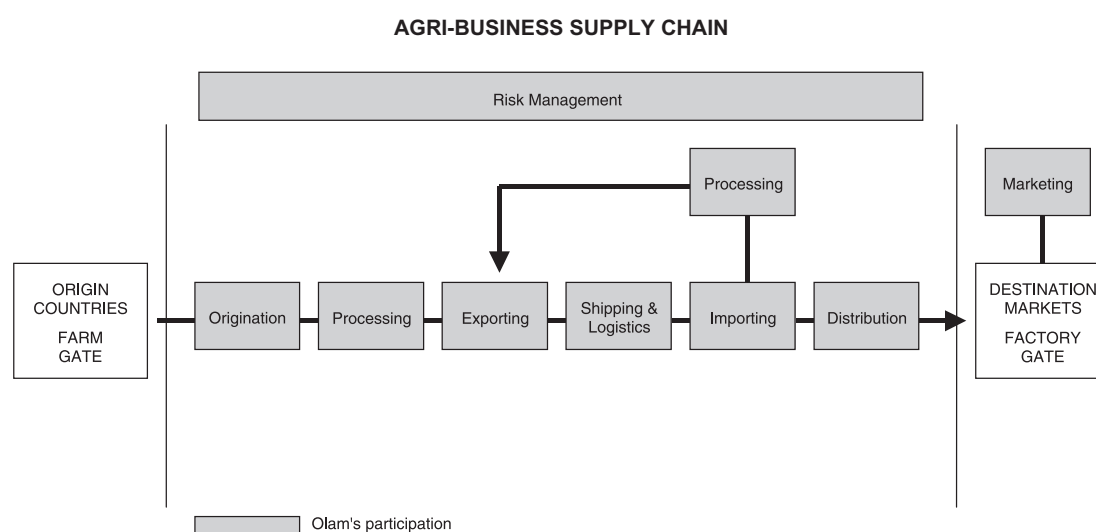 AGRI-BUSINESS SUPPLY CHAIN
Risk Management
Processing
Marketing
ORIGIN
COUNTRIES
FARM
GATE
Origination
Processing
Exporting
Shipping &
Logistics
Importing
Distribution
DESTINATION
MARKETS
FACTORY
GATE
Olam's participation